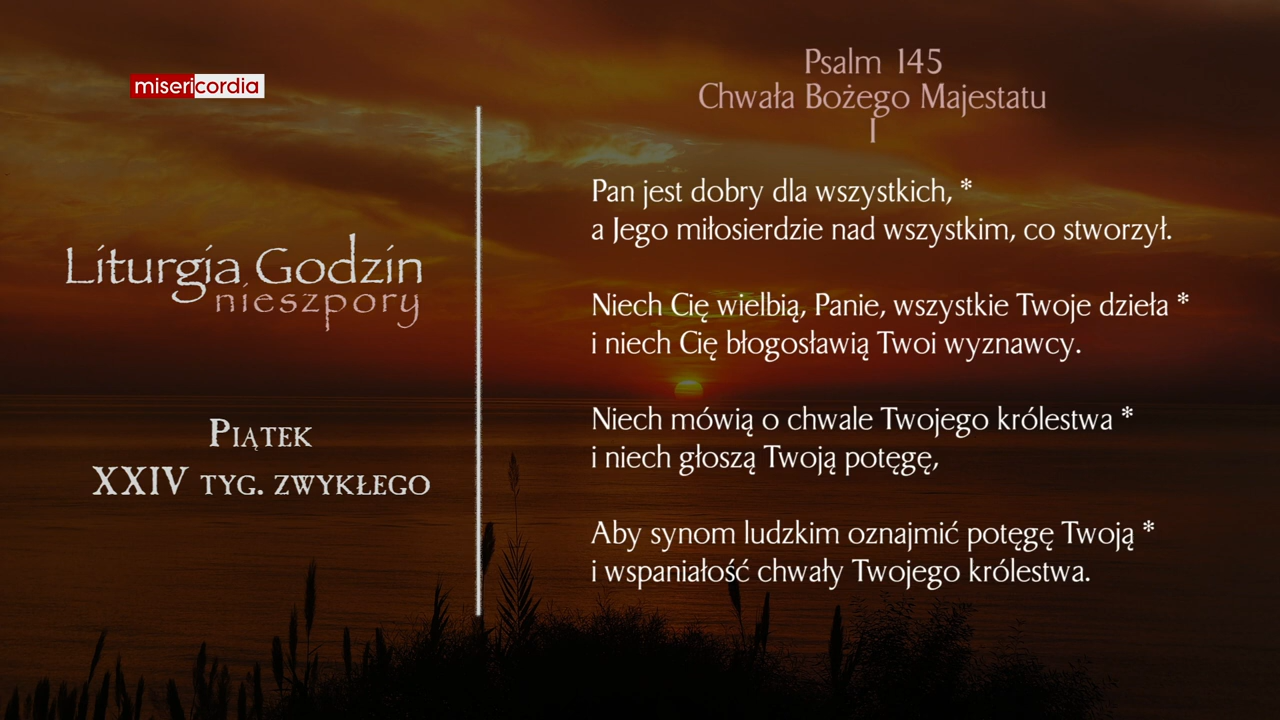 misericordia
Liturgia Godzin
nieszpory
Piątek
XXIV tyg. zwykłego
Psalm 145
Chwała Bożego Majestatu
I
Pan jest dobry dla wszystkich, *
a Jego miłosierdzie nad wszystkim, co stworzył.
Niech Cię wielbią, Panie, wszystkie Twoje dzieła *
i niech Cię błogosławią Twoi wyznawcy.
Niech mówią o chwale Twojego królestwa *
i niech głoszą Twoją potęgę,
Aby synom ludzkim oznajmić potęgę Twoją *
i wspaniałość chwały Twojego królestwa.